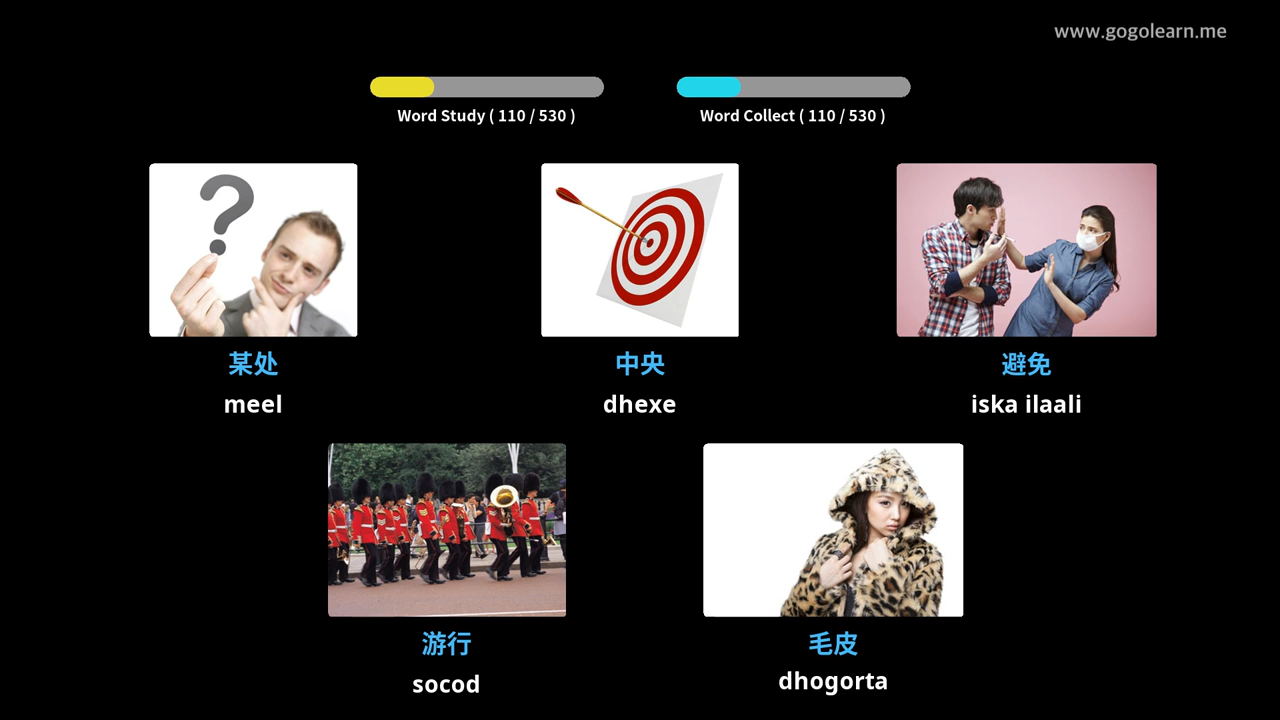 www.gogolearn.me
Word Study ( 110 / 530 )
Word Collect ( 110 / 530 )
某处
meel
中央
dhexe
避免
iska ilaali
游行
socod
毛皮
dhogorta